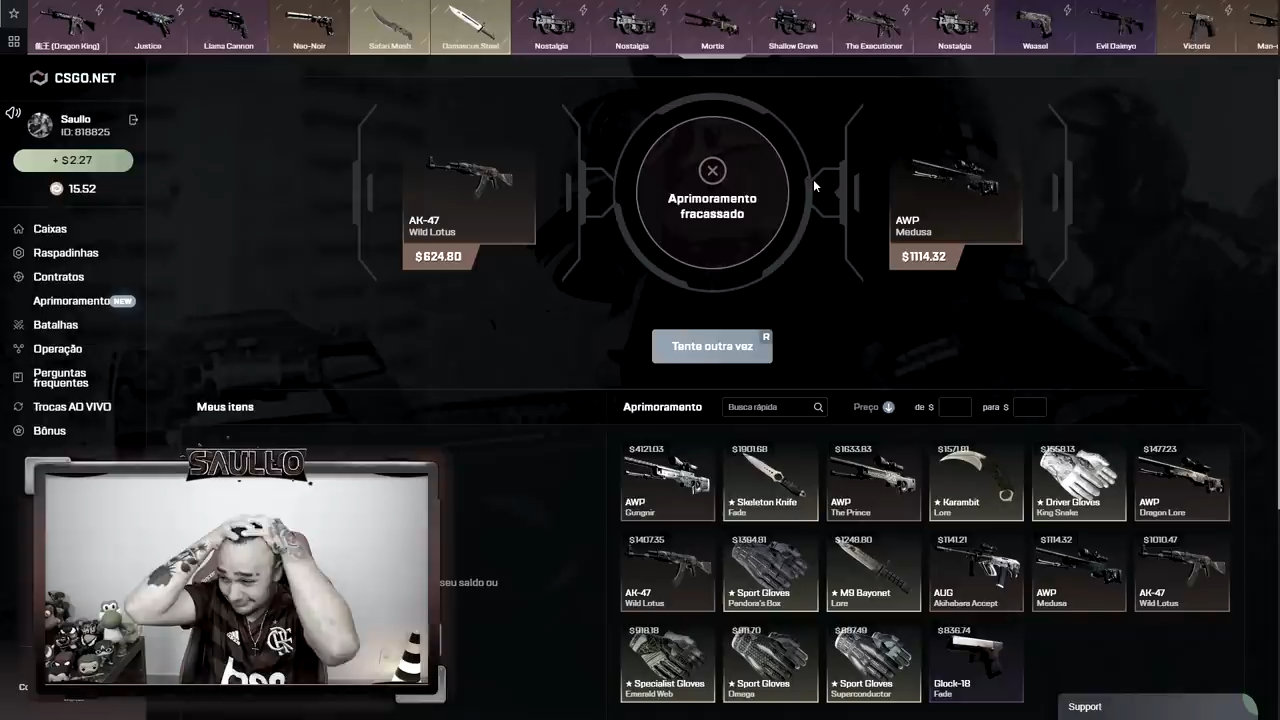 龍王 (Dragon King)
Justice
Llama Cannon
Neo-Noir
Safari Mesh
Damascus Steel
Nostalgia
Nostalgia
Mortis
Shallow Grave
The Executioner
Nostalgia
Weasel
Evil Daimyo
Victoria
CSGO.NET
Saullo
ID: 818825
+ $2.27
15.52
Caixas
Raspadinhas
Contratos
Aprimoramento NEW
Batalhas
Operação
Perguntas
frequentes
Trocas AO VIVO
Bônus
AK-47
Wild Lotus
$624.80
Aprimoramento
fracassado
AWP
Medusa
$1114.32
Tente outra vez
R
Meus itens
Aprimoramento
Busca rápida
Preço
de $
para $
SAULLO
seu saldo ou
$4121.03
AWP
Gungnir
$1901.68
★ Skeleton Knife
Fade
$1633.83
AWP
The Prince
$1571.81
★ Karambit
Lore
$1558.13
★ Driver Gloves
King Snake
$1477.23
AWP
Dragon Lore
$1407.35
AK-47
Wild Lotus
$1384.81
★ Sport Gloves
Pandora's Box
$1248.80
★ M9 Bayonet
Lore
$1141.21
AUG
Akihabara Accept
$1114.32
AWP
Medusa
$1010.47
AK-47
Wild Lotus
$918.18
★ Specialist Gloves
Emerald Web
★ Sport Gloves
Omega
$887.49
★ Sport Gloves
Superconductor
$836.74
Glock-18
Fade
Support